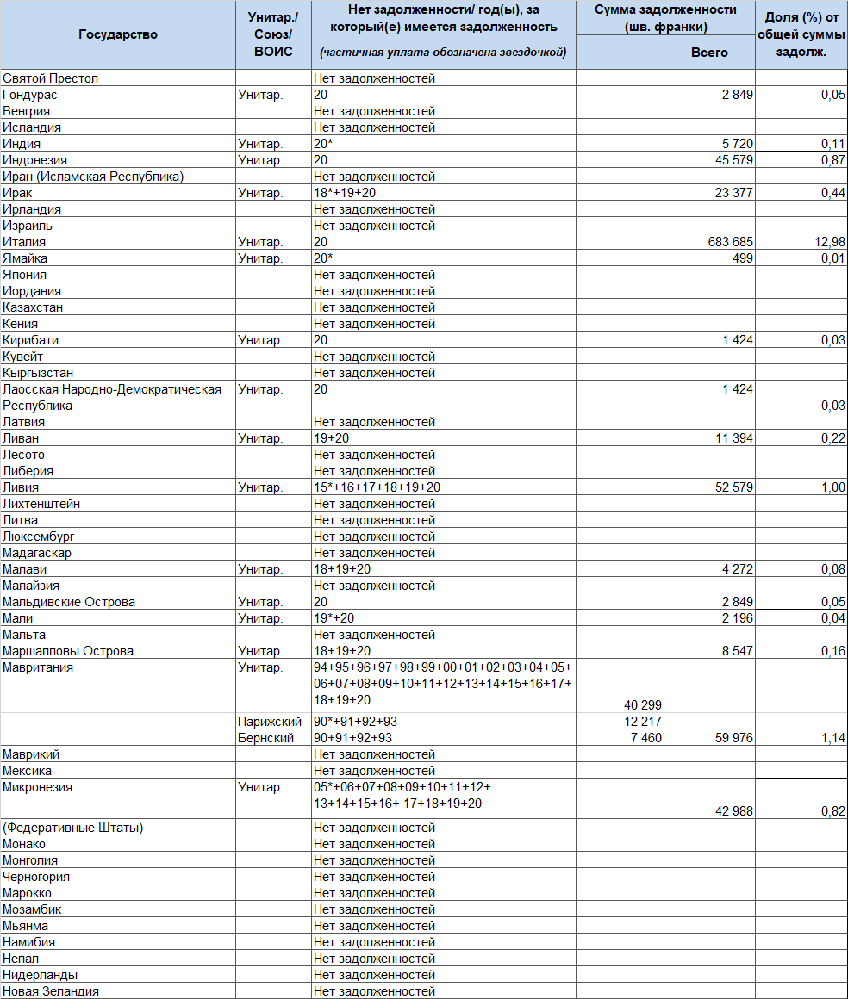 Государство
Унитар./
Союз/
ВОИС
Нет задолженности/ год(ы), за
который(е) имеется задолженность
(частичная уплата обозначена звездочкой)
Сумма задолженности
(шв. франки)
Всего
Доля (%) от
общей суммы
задолж.
Святой Престол Нет задолженностей
Гондурас Унитар. 20 2 849 0,05
Венгрия Нет задолженностей
Исландия Нет задолженностей
Индия Унитар. 20* 5 720 0,11
Индонезия Унитар. 20 45 579 0,87
Иран (Исламская Республика) Нет задолженностей
Ирак Унитар. 18*+19+20 23 377 0,44
Ирландия Нет задолженностей
Израиль Нет задолженностей
Италия Унитар. 20 683 685 12,98
Ямайка Унитар. 20* 499 0,01
Япония Нет задолженностей
Иордания Нет задолженностей
Казахстан Нет задолженностей
Кения Нет задолженностей
Кирибати Унитар. 20 1 424 0,03
Кувейт Нет задолженностей
Кыргызстан Нет задолженностей
Лаосская Народно-Демократическая Унитар. 20 1 424
Республика 0,03
Латвия Нет задолженностей
Ливан Унитар. 19+20 11 394 0,22
Лесото Нет задолженностей
Либерия Нет задолженностей
Ливия Унитар. 15*+16+17+18+19+20 52 579 1,00
Лихтенштейн Нет задолженностей
Литва Нет задолженностей
Люксембург Нет задолженностей
Мадагаскар Нет задолженностей
Малави Унитар. 18+19+20 4 272 0,08
Малайзия Нет задолженностей
Мальдивские Острова Унитар. 20 2 849 0,05
Мали Унитар. 19*+20 2 196 0,04
Мальта Нет задолженностей
Маршалловы Острова Унитар. 18+19+20 8 547 0,16
Мавритания Унитар. 94+95+96+97+98+99+00+01+02+03+04+05+
06+07+08+09+10+11+12+13+14+15+16+17+
18+19+20 40 299
Парижский 90*+91+92+93 12 217
Бернский 90+91+92+93 7 460 59 976 1,14
Маврикий Нет задолженностей
Мексика Нет задолженностей
Микронезия Унитар. 05*+06+07+08+09+10+11+12+
13+14+15+16+ 17+18+19+20 42 988 0,82
(Федеративные Штаты) Нет задолженностей
Монако Нет задолженностей
Монголия Нет задолженностей
Черногория Нет задолженностей
Марокко Нет задолженностей
Мозамбик Нет задолженностей
Мьянма Нет задолженностей
Намибия Нет задолженностей
Непал Нет задолженностей
Нидерланды Нет задолженностей
Новая Зеландия Нет задолженностей